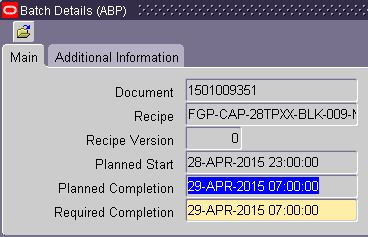 Batch Details (ABP)
Main
Additional Information
Document 1501009351
Recipe FGP-CAP-28TPXX-BLK-009-N
Recipe Version 0
Planned Start 28-APR-2015 23:00:00
Planned Completion 29-APR-2015 07:00:00
Required Completion 29-APR-2015 07:00:00